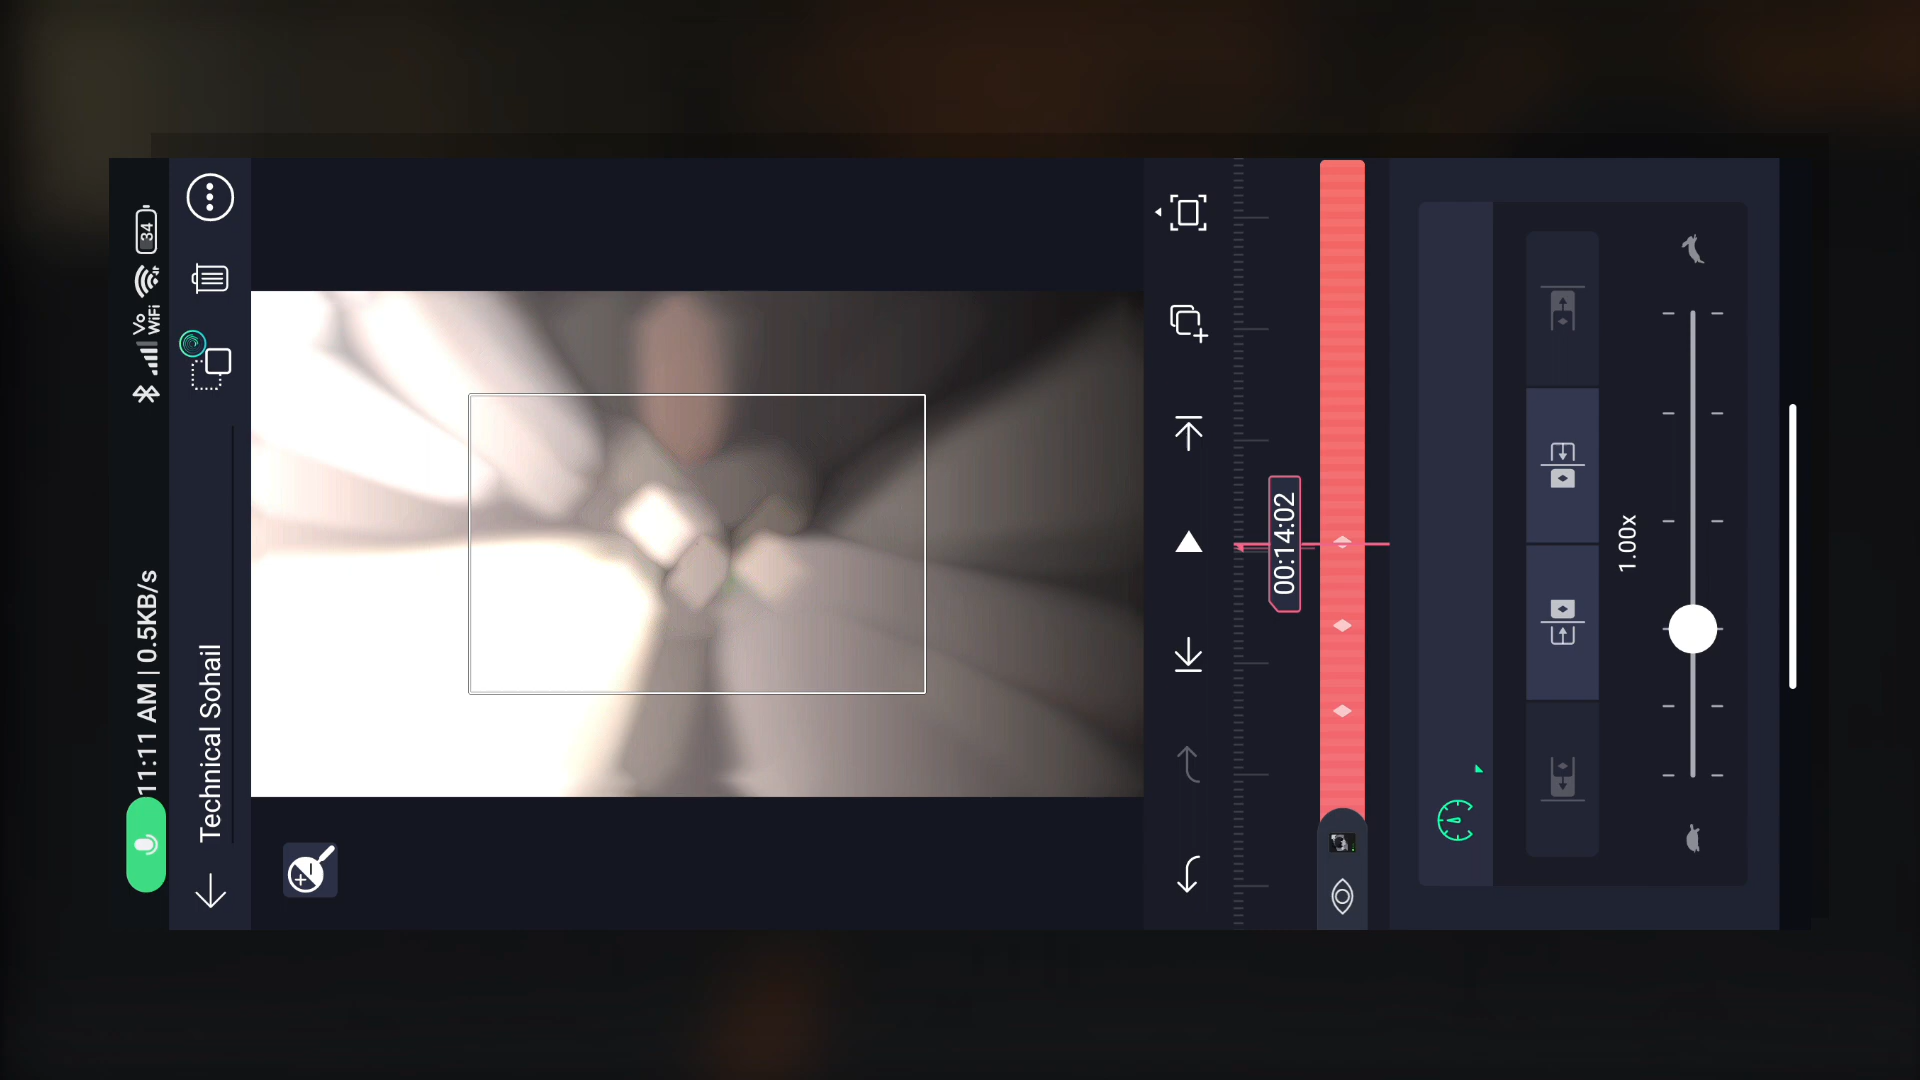 11:11 AM | 0.5KB/s
Vo
WiFi
34
Technical Sohail
00:14:02
1.00x